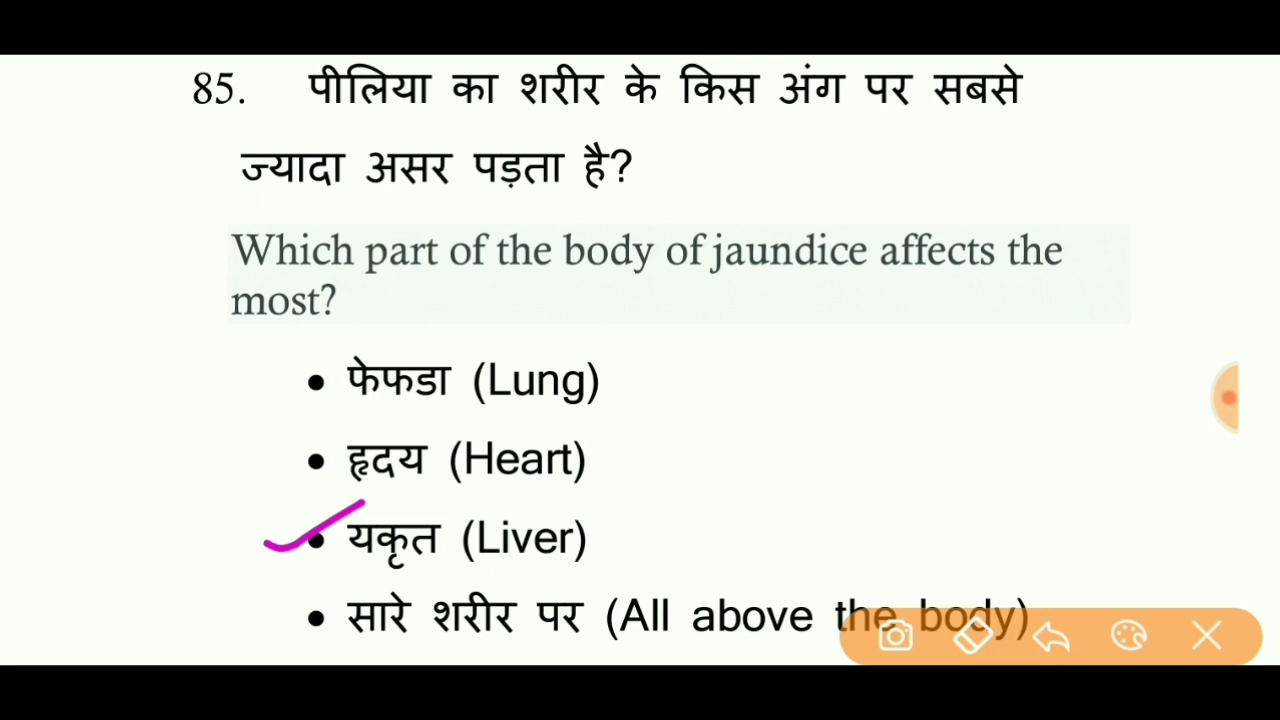 85. पीलिया का शरीर के किस अंग पर सबसे
ज्यादा असर पड़ता है?
Which part of the body of jaundice affects the
most?
• फेफडा (Lung)
• हृदय (Heart)
• यकृत (Liver)
• सारे शरीर पर (All above the body)